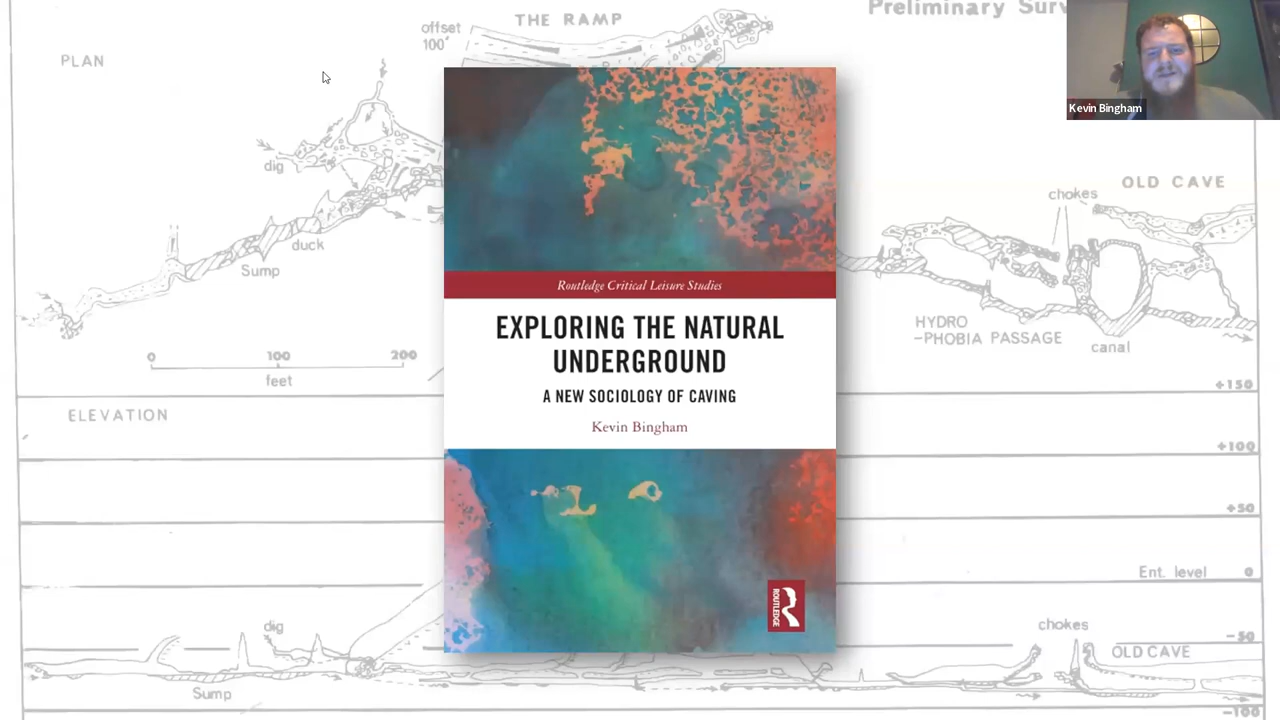 THE RAMP
Preliminary Surv
offset
100'
PLAN
Kevin Bingham
dig
chokes
OLD CAVE
duck
Sump
Routledge Critical Leisure Studies
EXPLORING THE NATURAL
UNDERGROUND
A NEW SOCIOLOGY OF CAVING
Kevin Bingham
HYDRO
-PHOBIA PASSAGE
canal
0 100 200
feet
+150
ELEVATION
+100
+50
Ent. level 0
ROUTLEDGE
dig
chokes
-50
OLD CAVE
Sump
-100